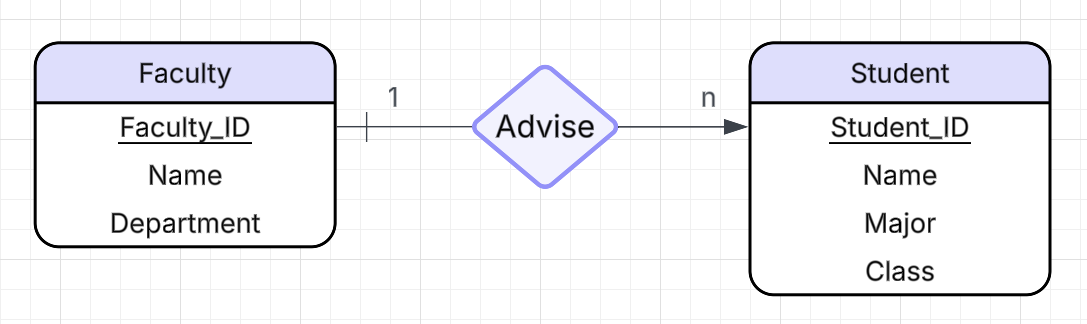 Faculty
Faculty_ID
Name
Department
1
Advise
n
Student
Student_ID
Name
Major
Class